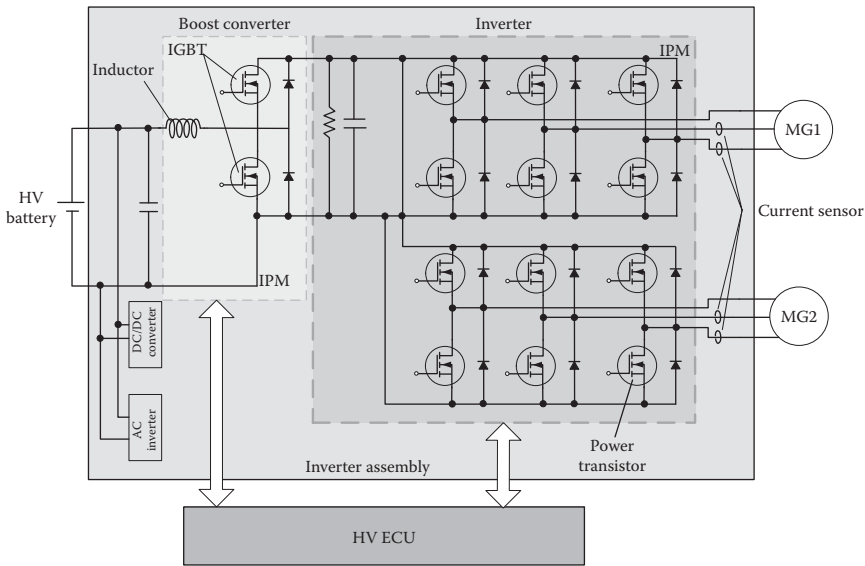 Boost converter
Inverter
IGBT
IPM
Inductor
MG1
HV
battery
Current sensor
IPM
DC/DC
converter
MG2
AC
inverter
Power
transistor
Inverter assembly
HV ECU